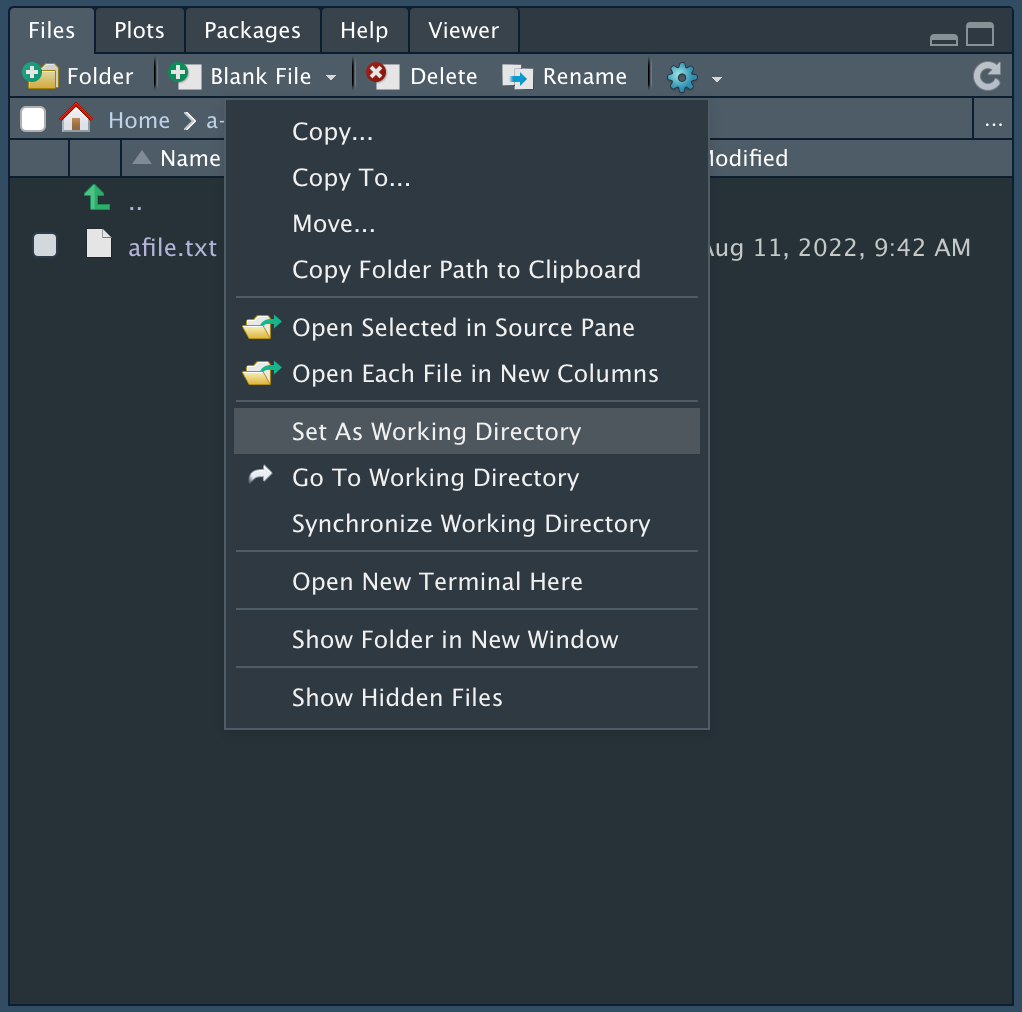 Files Plots Packages Help Viewer
Folder Blank File Delete Rename
Home a- ...
Name Modified
..
afile.txt Aug 11, 2022, 9:42 AM
Copy...
Copy To...
Move...
Copy Folder Path to Clipboard
Open Selected in Source Pane
Open Each File in New Columns
Set As Working Directory
Go To Working Directory
Synchronize Working Directory
Open New Terminal Here
Show Folder in New Window
Show Hidden Files